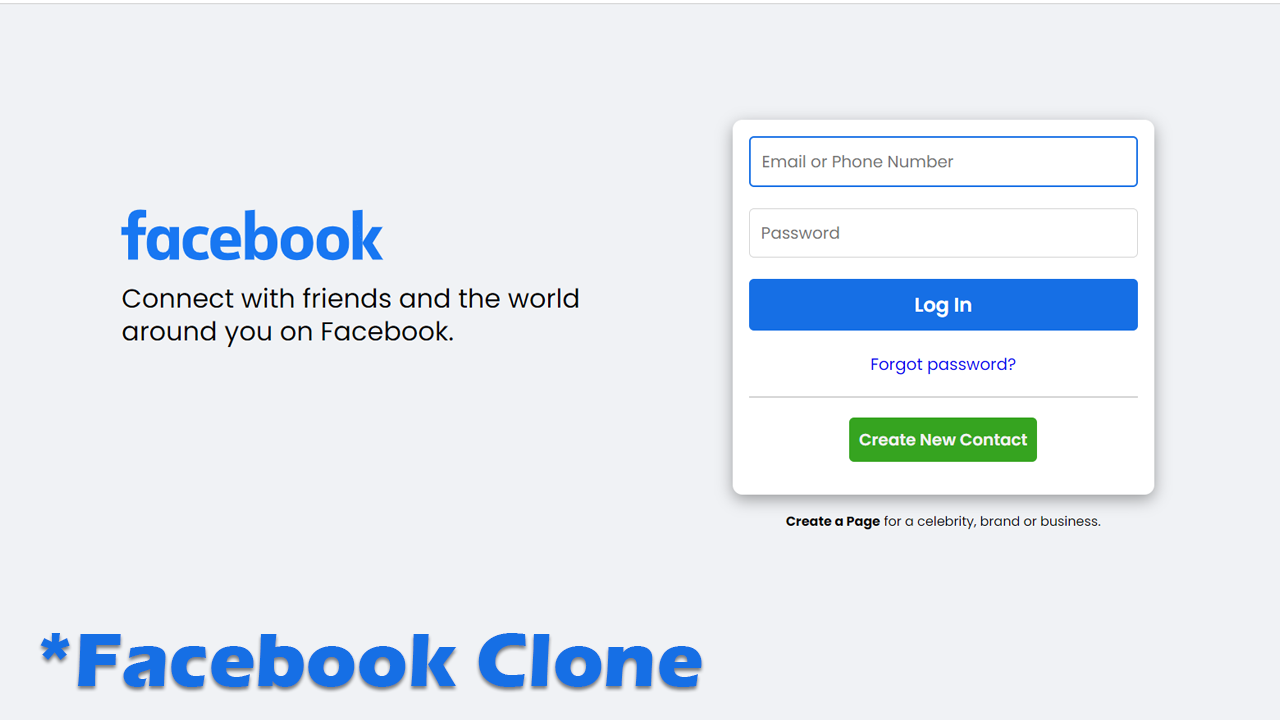 facebook
Connect with friends and the world
around you on Facebook.
Email or Phone Number
Password
Log In
Forgot password?
Create New Contact
Create a Page for a celebrity, brand or business.
*Facebook Clone